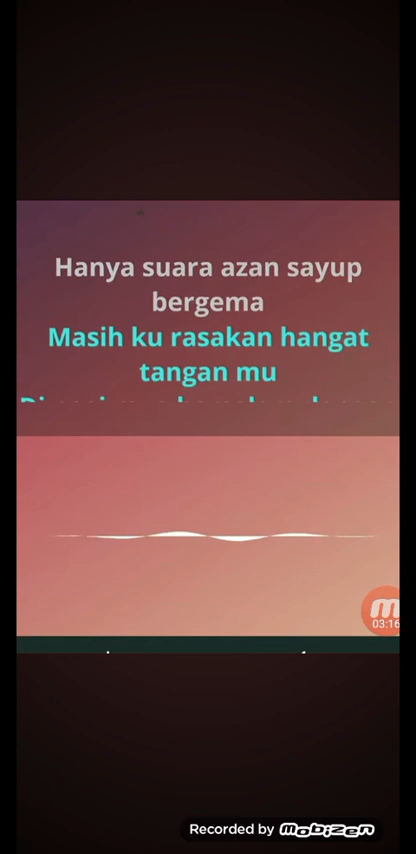 Hanya suara azan sayup
bergema
Masih ku rasakan hangat
tangan mu
03:16
Recorded by mobizen